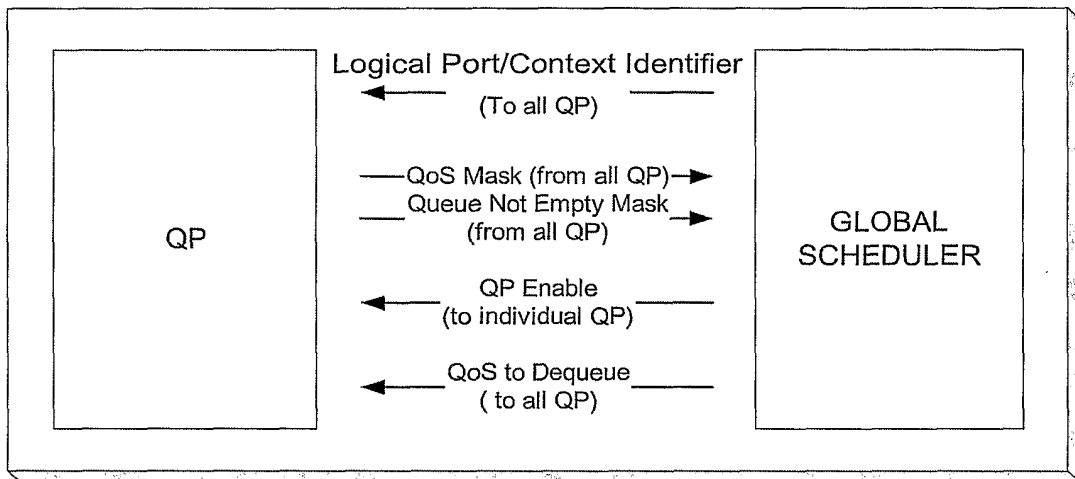 Logical Port/Context Identifier
(To all QP)
QoS Mask (from all QP)
Queue Not Empty Mask
(from all QP)
QP
GLOBAL
SCHEDULER
QP Enable
(to individual QP)
QoS to Dequeue
( to all QP)